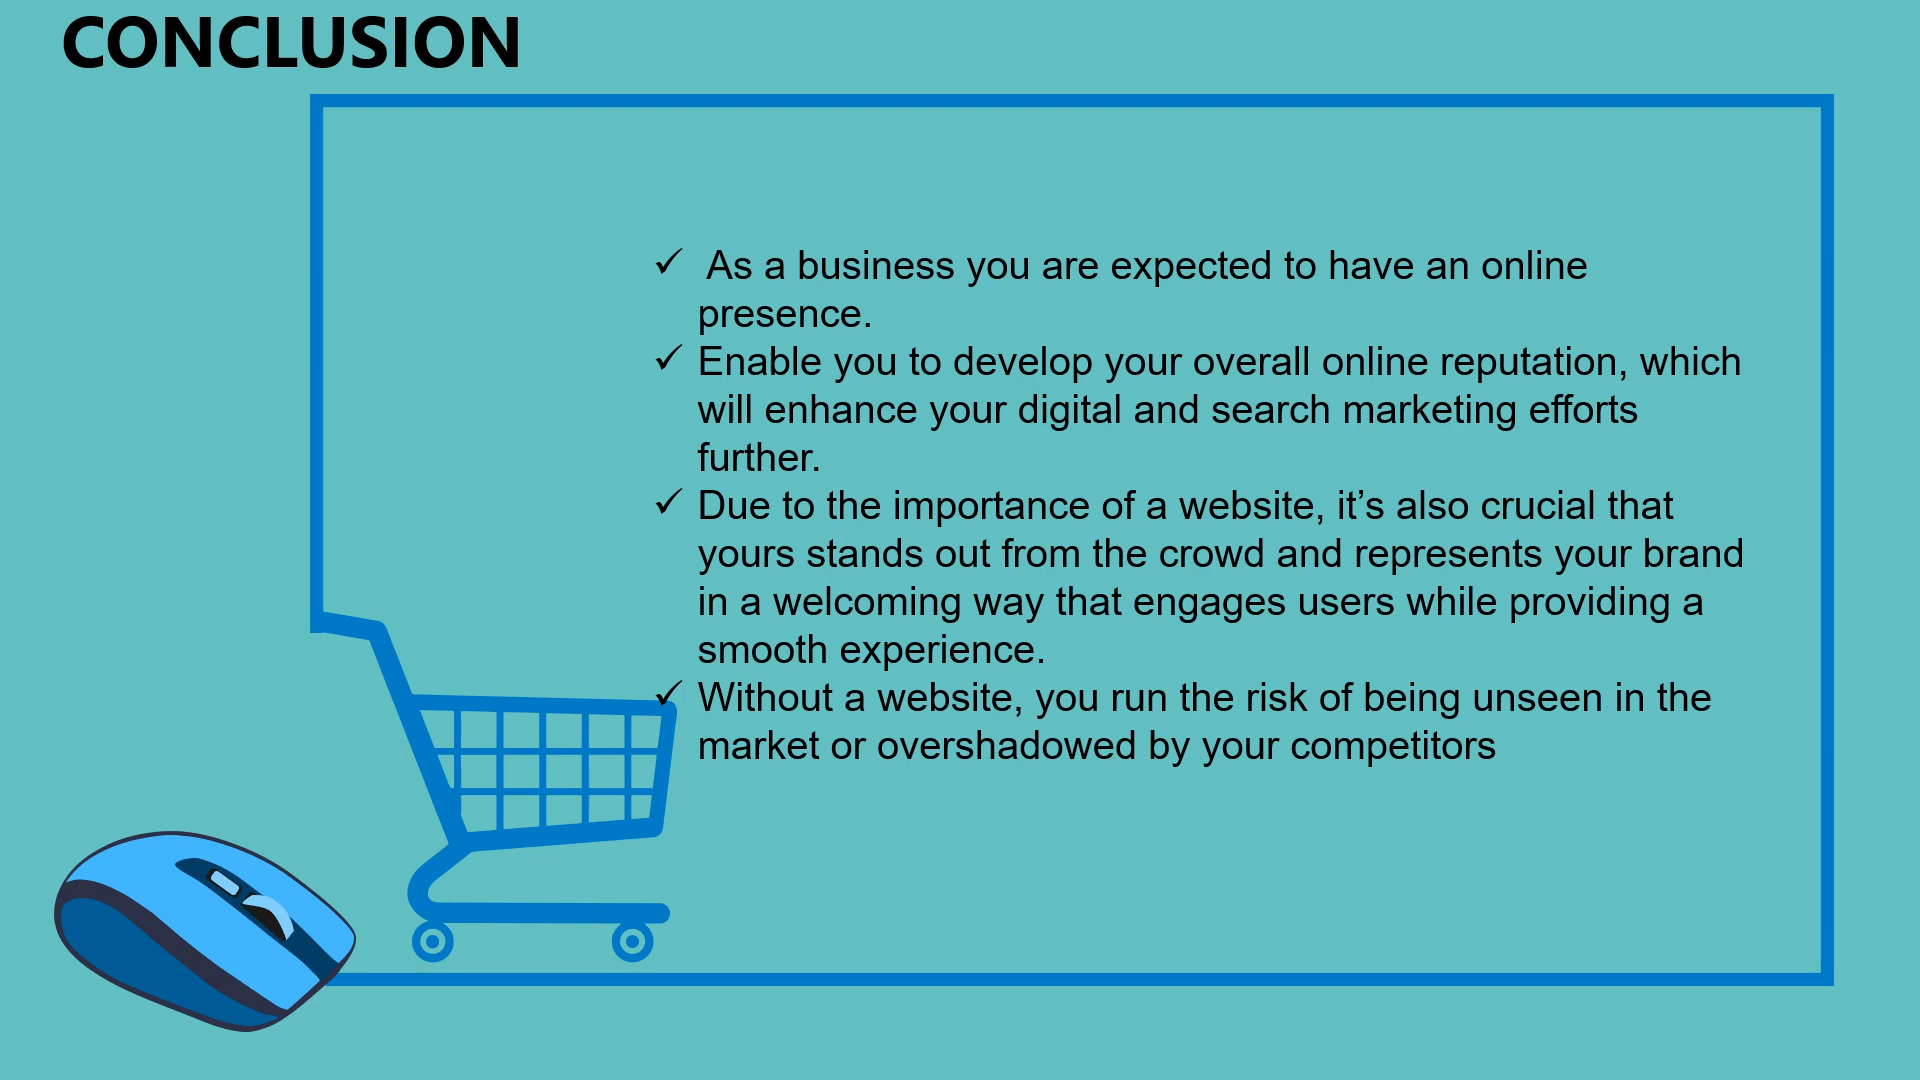 CONCLUSION
✓ As a business you are expected to have an online
presence.
✓ Enable you to develop your overall online reputation, which
will enhance your digital and search marketing efforts
further.
✓ Due to the importance of a website, it’s also crucial that
yours stands out from the crowd and represents your brand
in a welcoming way that engages users while providing a
smooth experience.
✓ Without a website, you run the risk of being unseen in the
market or overshadowed by your competitors